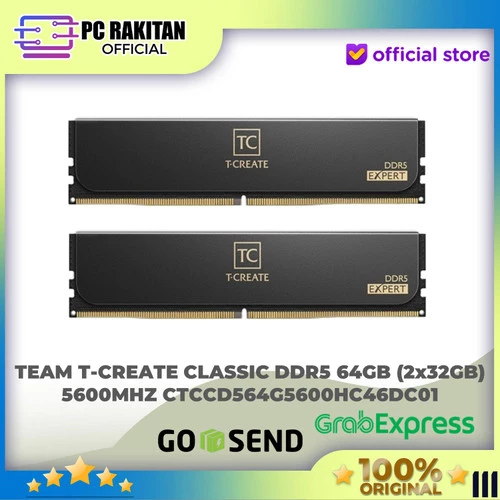 PC RAKITAN
OFFICIAL
official store
TC
T-CREATE
DDR5
EXPERT
TC
T-CREATE
DDR5
EXPERT
TEAM T-CREATE CLASSIC DDR5 64GB (2x32GB)
5600MHZ CTCCD564G5600HC46DC01
GO SEND
GrabExpress
100%
ORIGINAL